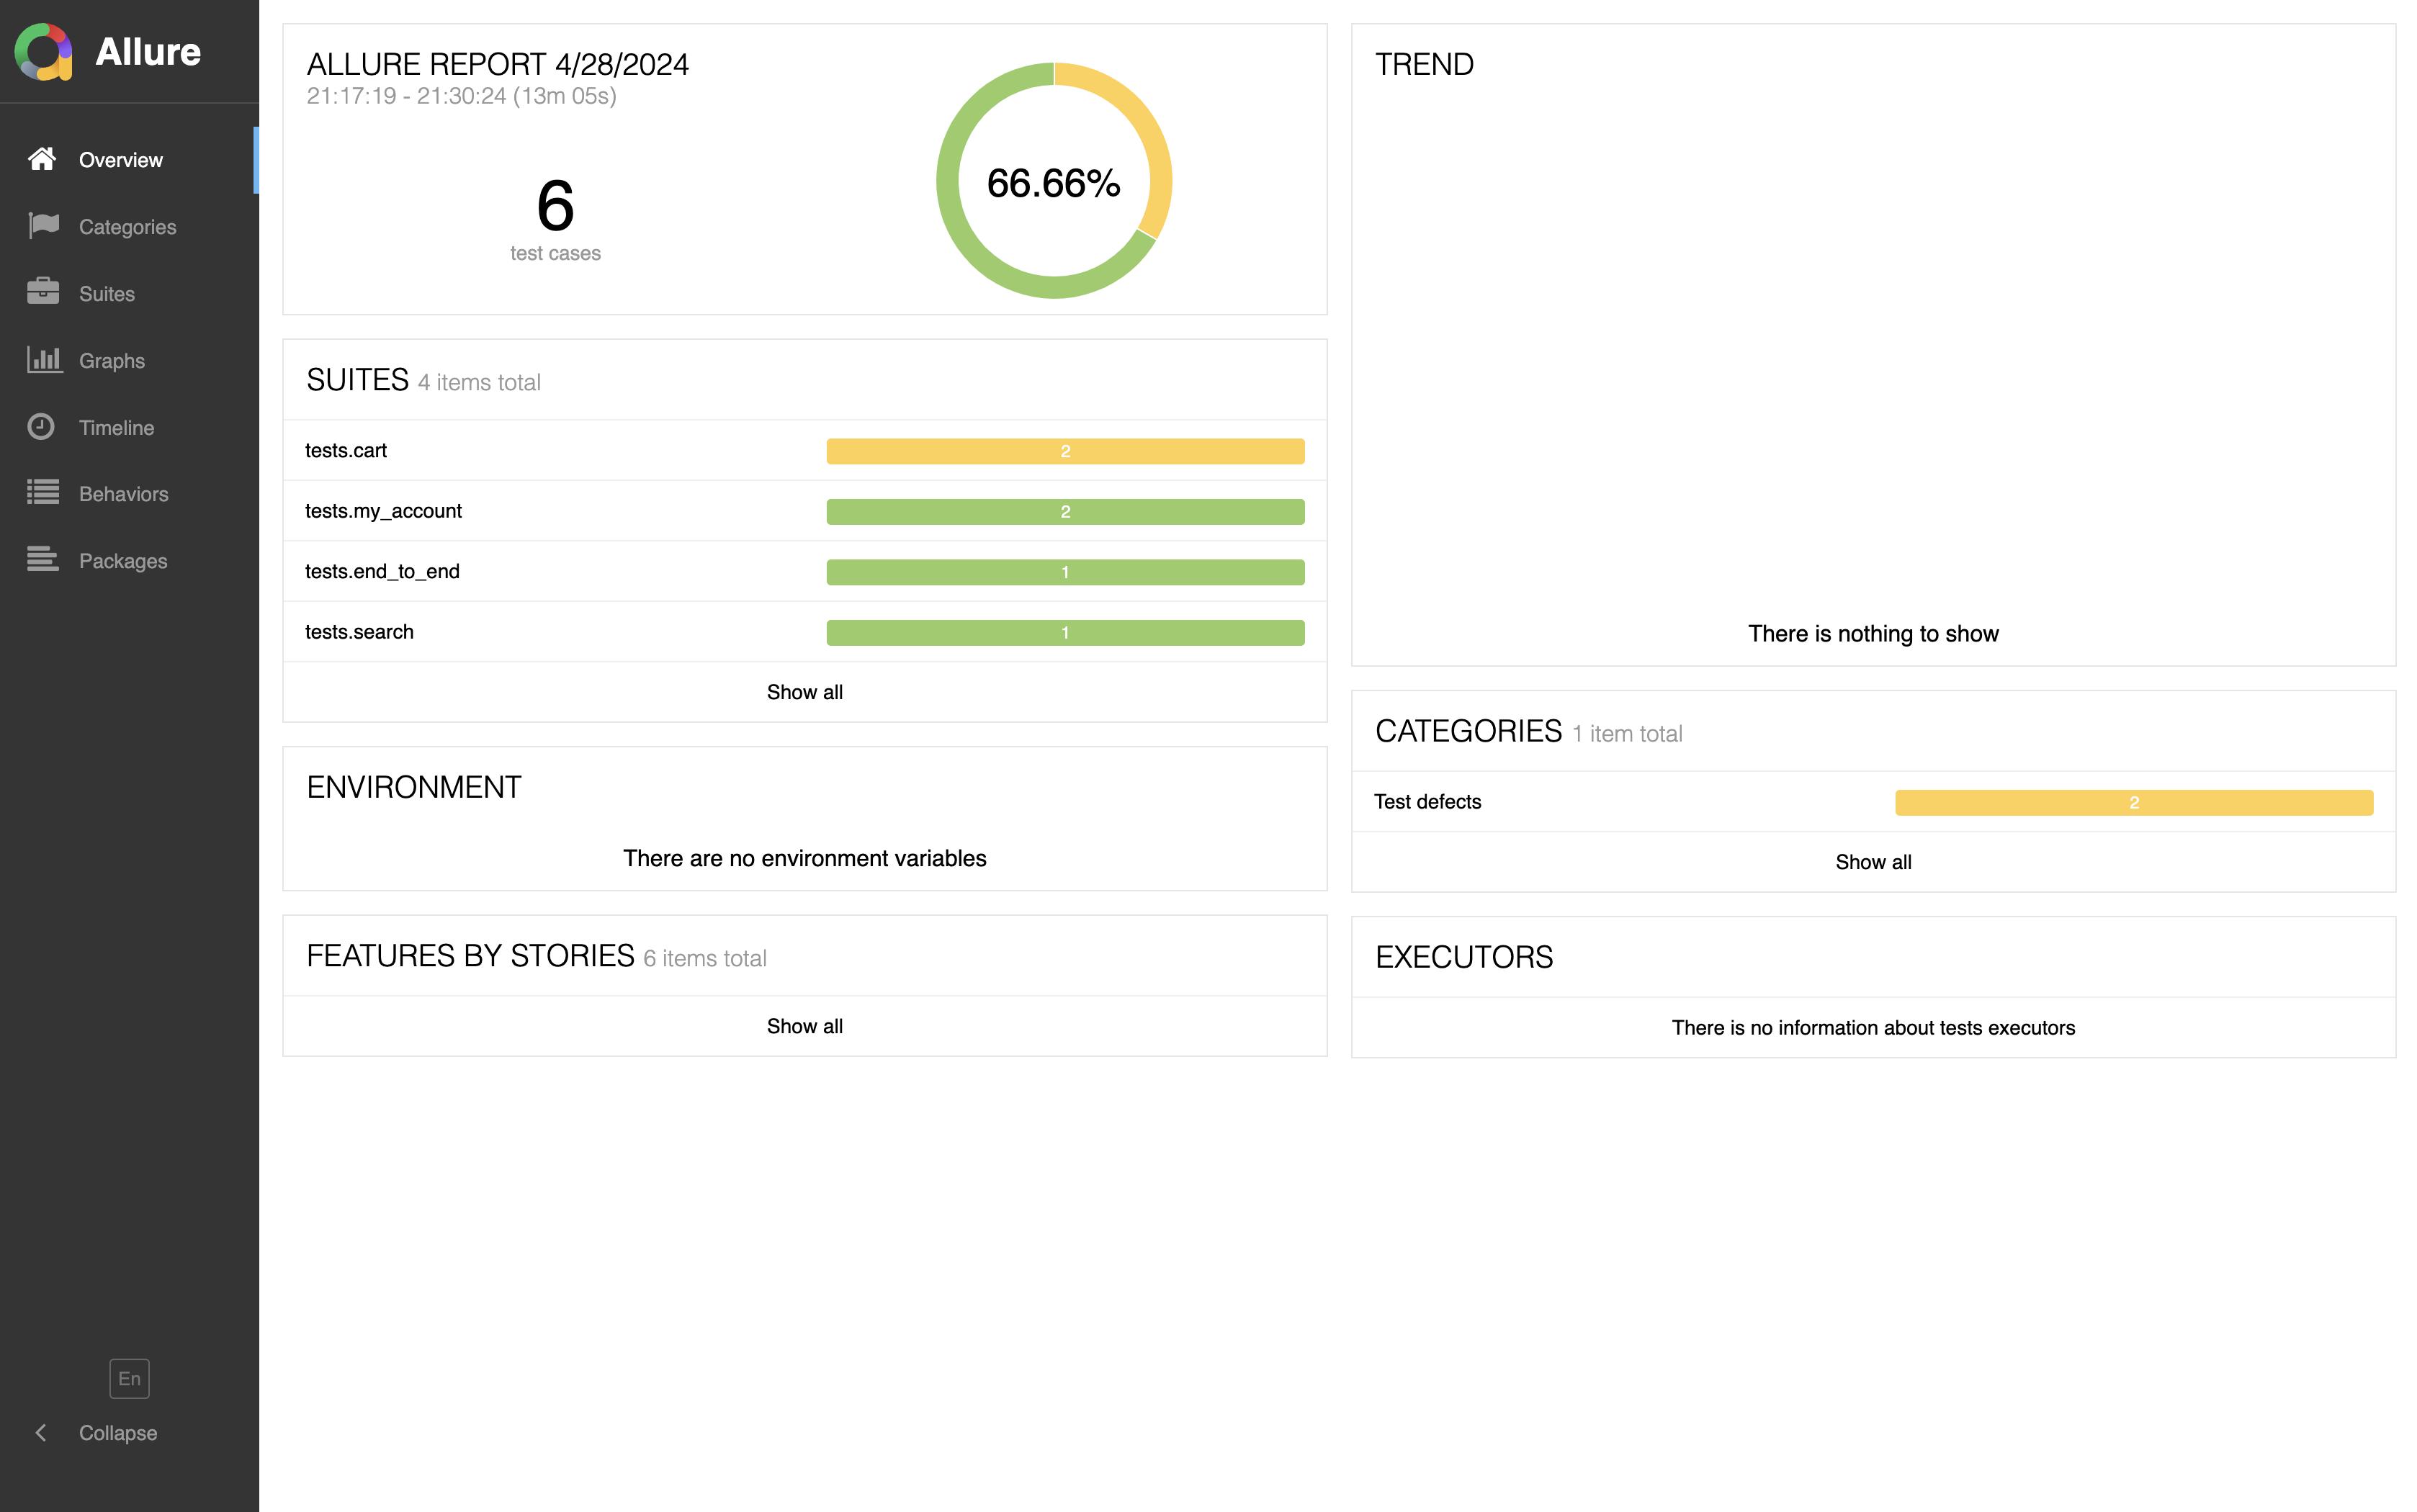 Allure
Overview
Categories
Suites
Graphs
Timeline
Behaviors
Packages
En
Collapse
ALLURE REPORT 4/28/2024
21:17:19 - 21:30:24 (13m 05s)
6
test cases
66.66%
SUITES 4 items total
tests.cart 2
tests.my_account 2
tests.end_to_end 1
tests.search 1
Show all
ENVIRONMENT
There are no environment variables
FEATURES BY STORIES 6 items total
Show all
TREND
There is nothing to show
CATEGORIES 1 item total
Test defects 2
Show all
EXECUTORS
There is no information about tests executors